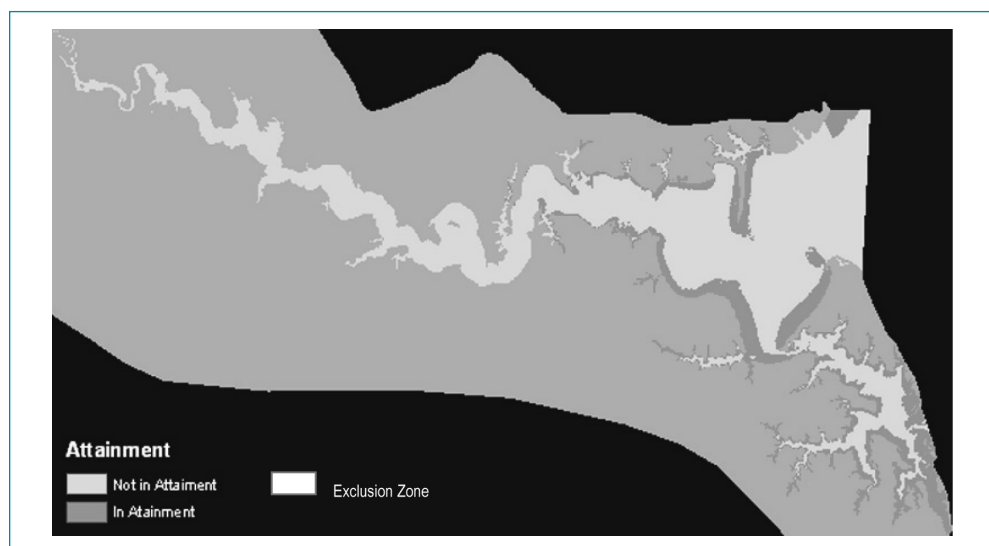 Attainment
Not in Attaiment
In Atainment
Exclusion Zone